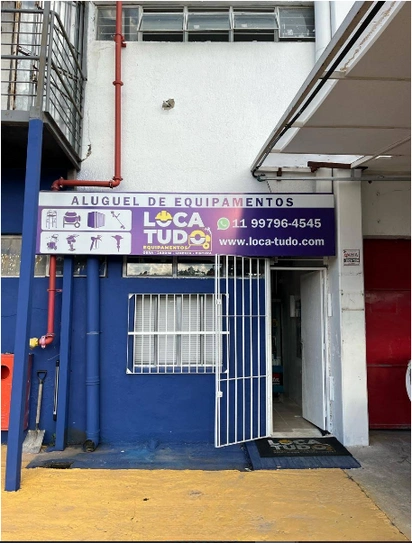 ALUGUEL DE EQUIPAMENTOS
LOCA
TUDO
EQUIPAMENTOS
11 99796-4545
www.loca-tudo.com
LOCA
TUDO